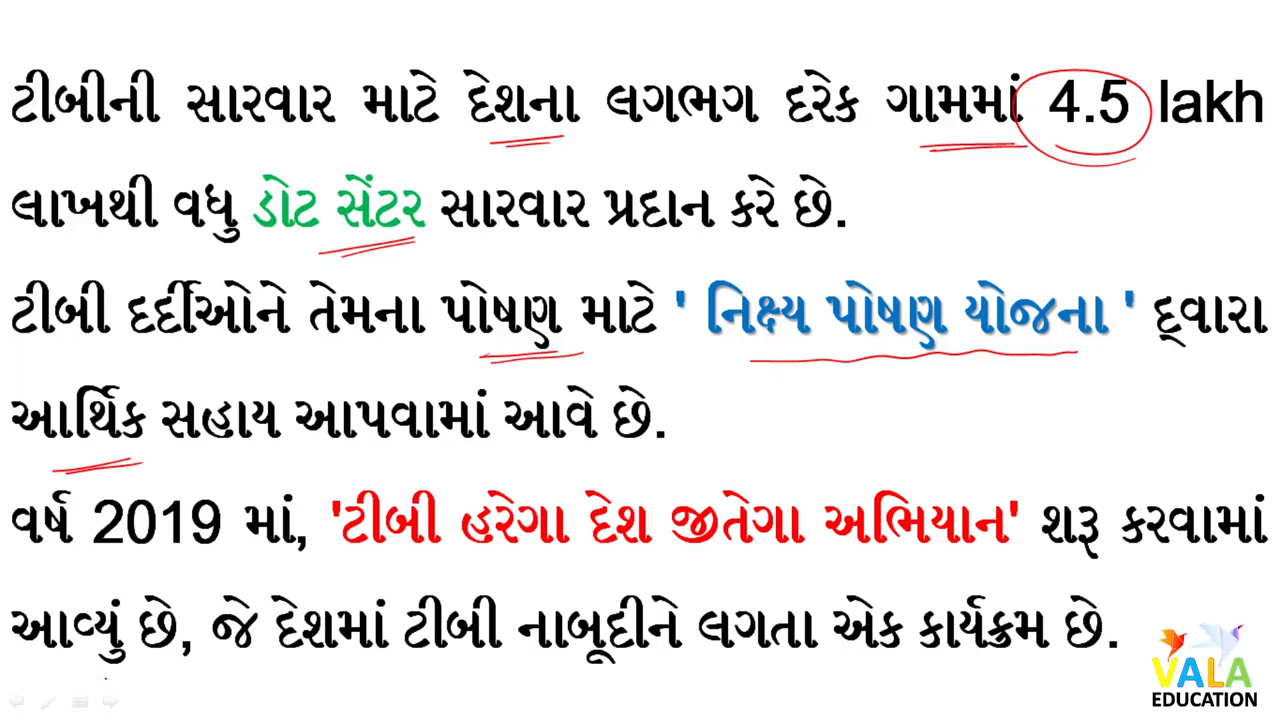 ટીબીની સારવાર માટે દેશના લગભગ દરેક ગામમાં 4.5 lakh
લાખથી વધુ ડોટ સેંટર સારવાર પ્રદાન કરે છે.
ટીબી દર્દીઓને તેમના પોષણ માટે ' નિક્ષ્ય પોષણ યોજના ' દ્વારા
આર્થિક સહાય આપવામાં આવે છે.
વર્ષ 2019 માં, 'ટીબી હરેગા દેશ જીતેગા અભિયાન' શરૂ કરવામાં
આવ્યું છે, જે દેશમાં ટીબી નાબૂદીને લગતા એક કાર્યક્રમ છે.
VALA
EDUCATION